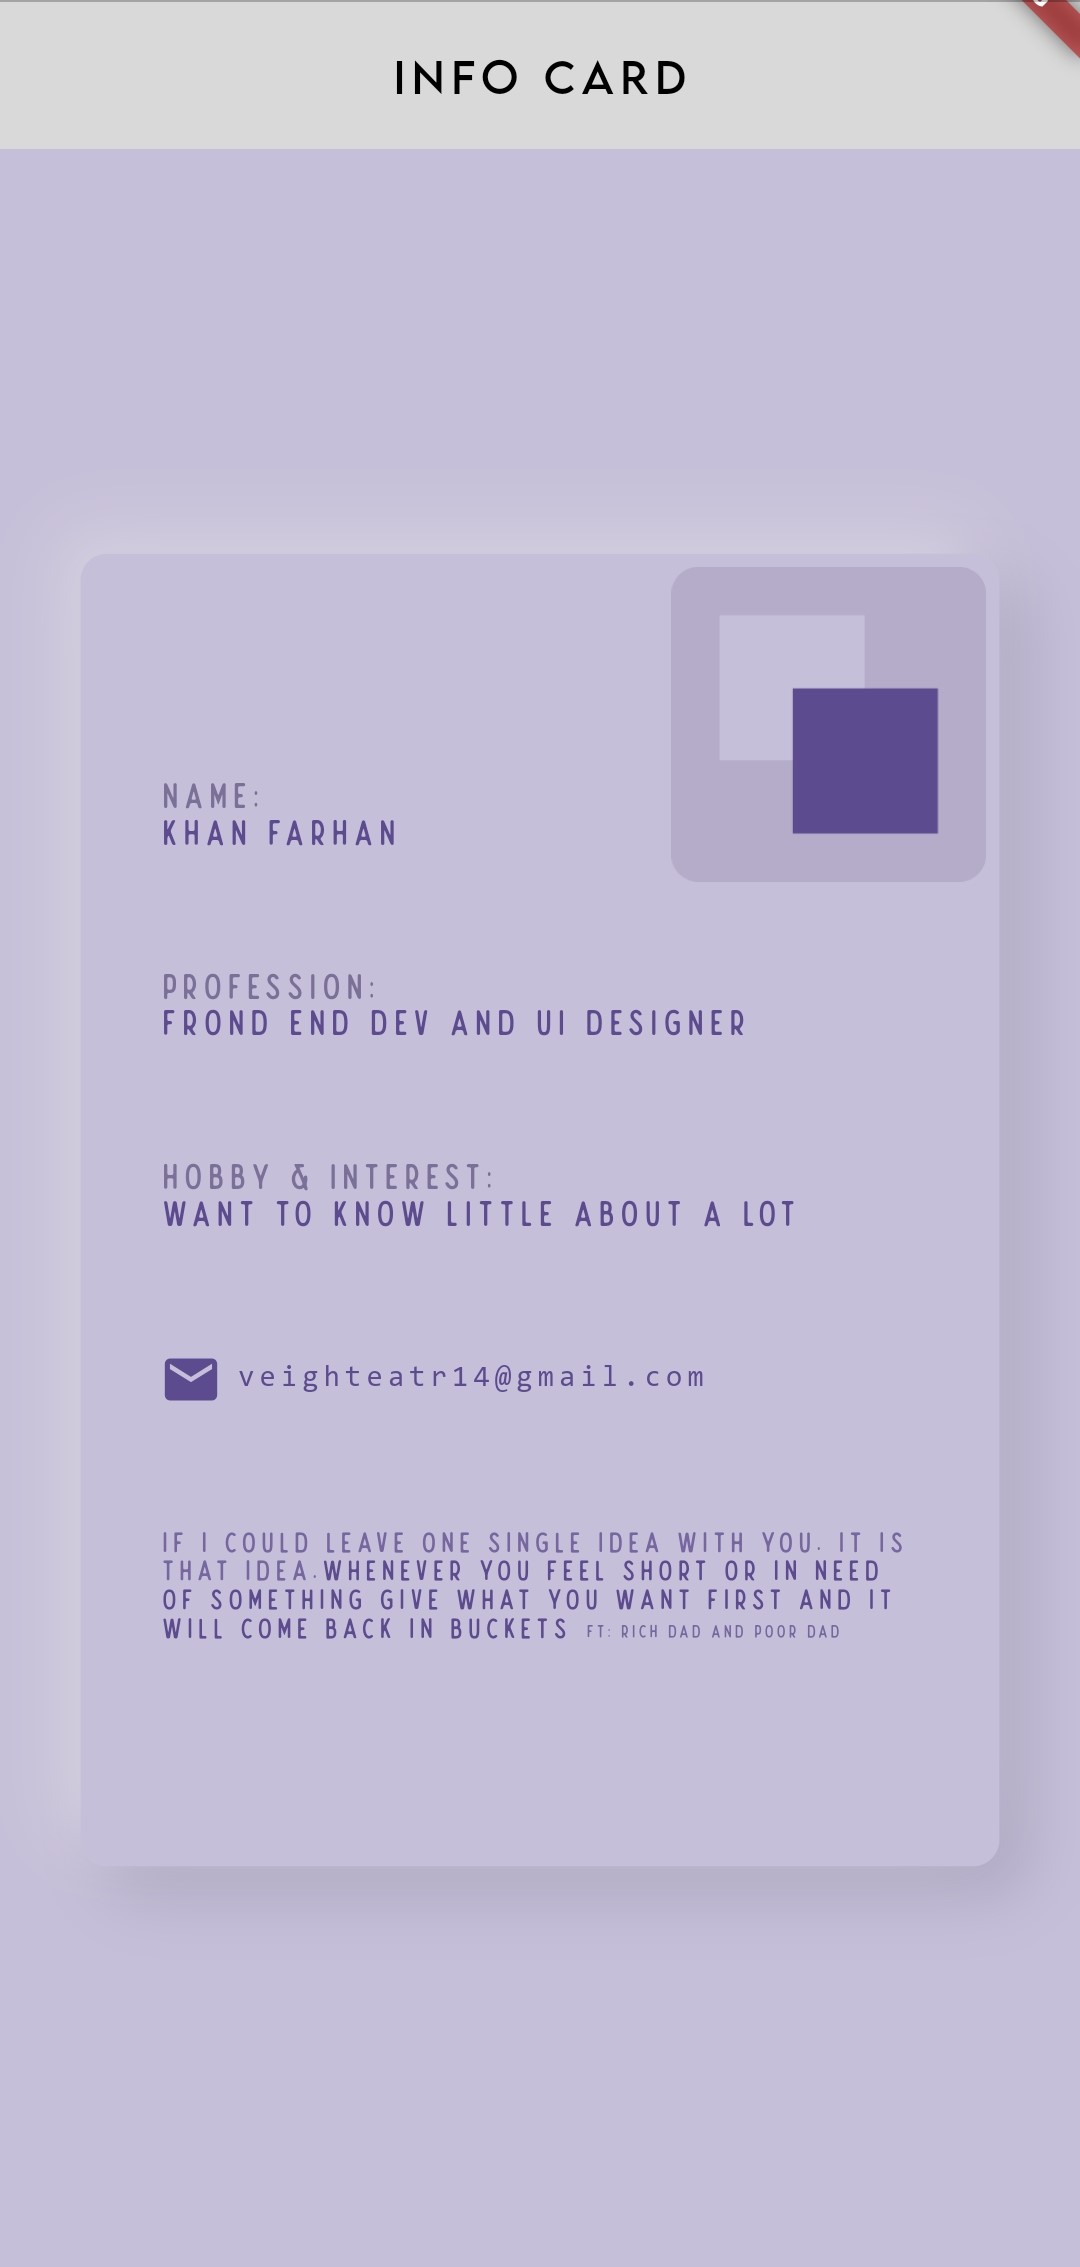 INFO CARD
NAME:
KHAN FARHAN
PROFESSION:
FROND END DEV AND UI DESIGNER
HOBBY & INTEREST:
WANT TO KNOW LITTLE ABOUT A LOT
veighteatr14@gmail.com
IF I COULD LEAVE ONE SINGLE IDEA WITH YOU. IT IS
THAT IDEA.WHENEVER YOU FEEL SHORT OR IN NEED
OF SOMETHING GIVE WHAT YOU WANT FIRST AND IT
WILL COME BACK IN BUCKETS FT: RICH DAD AND POOR DAD